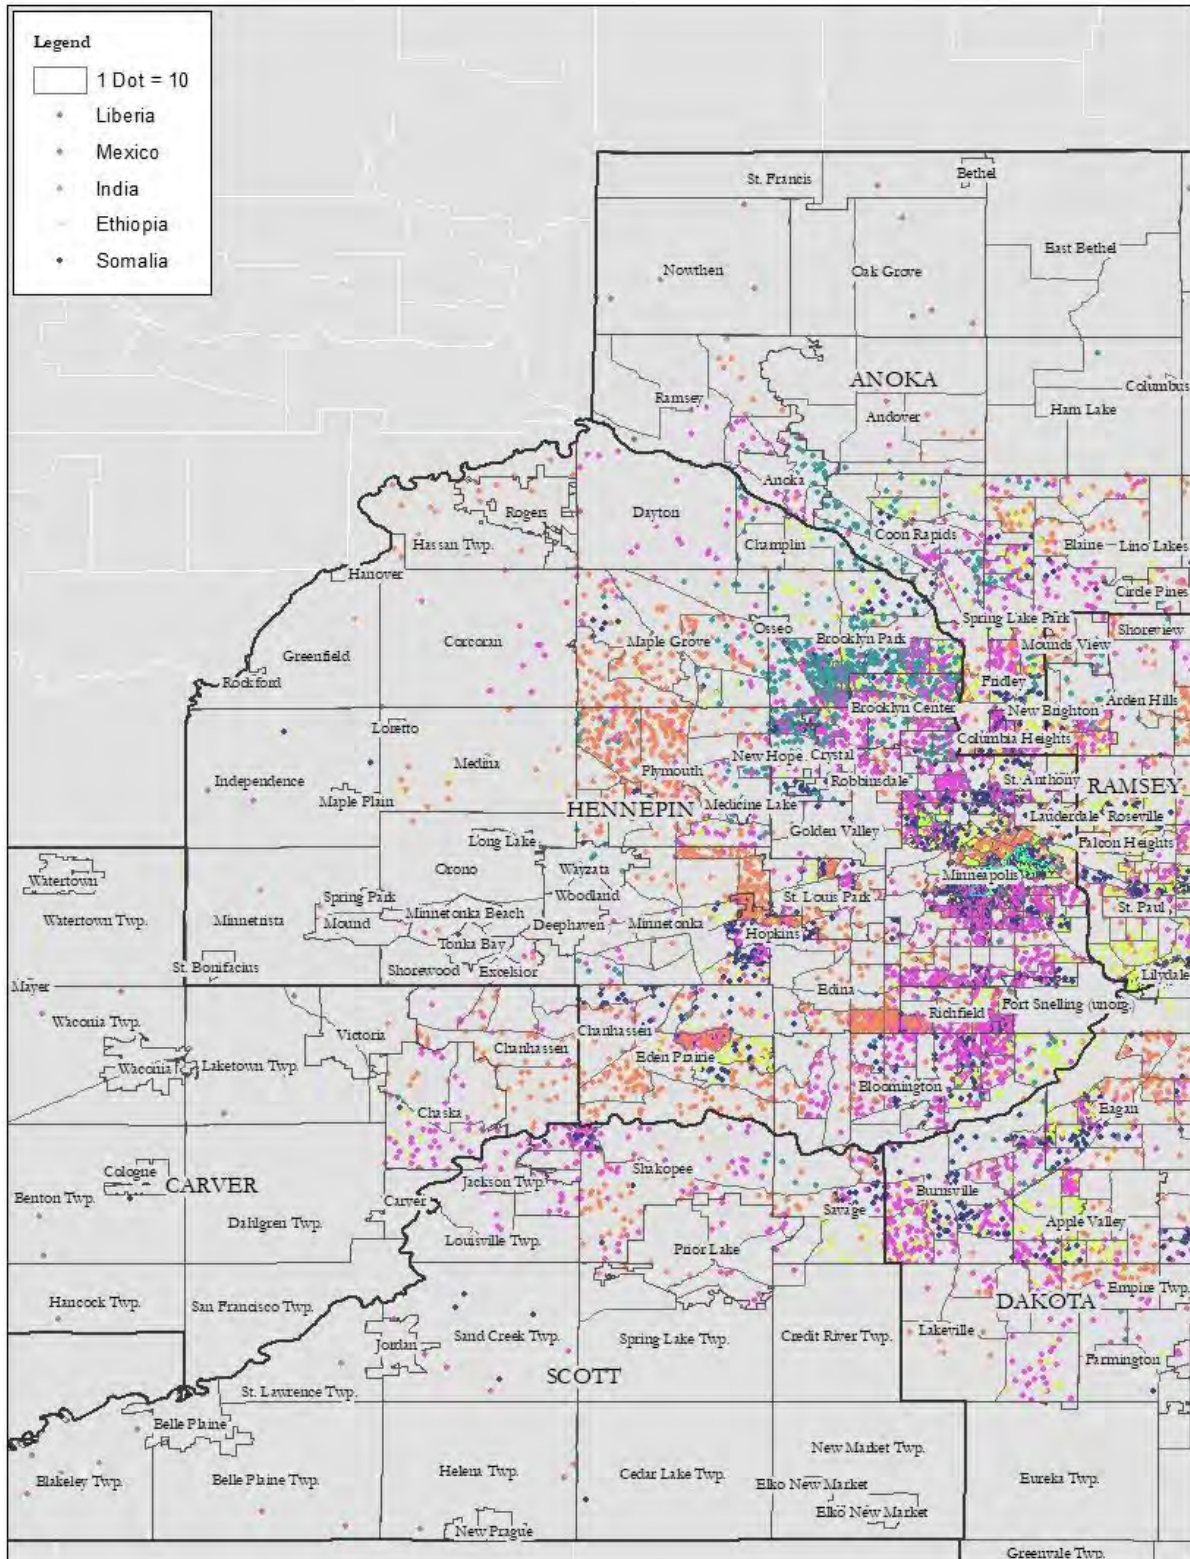 Legend
1 Dot = 10
Liberia
Mexico
India
Ethiopia
Somalia
St. Francis
Bethel
Nowthen
Oak Grove
East Bethel
ANOKA
Ramsey
Andover
Ham Lake
Columbus
Anoka
Rogers
Dayton
Hassan Twp.
Champlin
Coon Rapids
Blaine
Lino Lakes
Hanover
Circle Pines
Corcoran
Maple Grove
Osseo
Brooklyn Park
Spring Lake Park
Shoreview
Greenfield
Mounds View
Rockford
Fridley
Arden Hills
Brooklyn Center
New Brighton
Loretto
Columbia Heights
Independence
Medina
Plymouth
New Hope
Crystal
Robbinsdale
St. Anthony
RAMSEY
Maple Plain
HENNEPIN
Medicine Lake
Golden Valley
Lauderdale
Roseville
Long Lake
Falcon Heights
Watertown
Orono
Wayzata
Minneapolis
Woodland
St. Louis Park
St. Paul
Watertown Twp.
Minnetrista
Spring Park
Minnetonka Beach
Mound
Deephaven
Minnetonka
Hopkins
Tonka Bay
St. Bonifacius
Shorewood
Excelsior
Lilydale
Mayer
Edina
Fort Snelling (unorg.)
Richfield
Waconia Twp.
Victoria
Chanhassen
Chanhassen
Eden Prairie
Waconia
Laketown Twp.
Bloomington
Chaska
Eagan
Cologne
Shakopee
CARVER
Benton Twp.
Jackson Twp.
Burnsville
Carver
Savage
Dahlgren Twp.
Louisville Twp.
Apple Valley
Prior Lake
Empire Twp.
Hancock Twp.
San Francisco Twp.
DAKOTA
Jordan
Sand Creek Twp.
Spring Lake Twp.
Credit River Twp.
Lakeville
Farmington
SCOTT
St. Lawrence Twp.
Belle Plaine
New Market Twp.
Blakeley Twp.
Belle Plaine Twp.
Helena Twp.
Cedar Lake Twp.
Elko New Market
Eureka Twp.
Elko New Market
New Prague
Greenvale Twp.